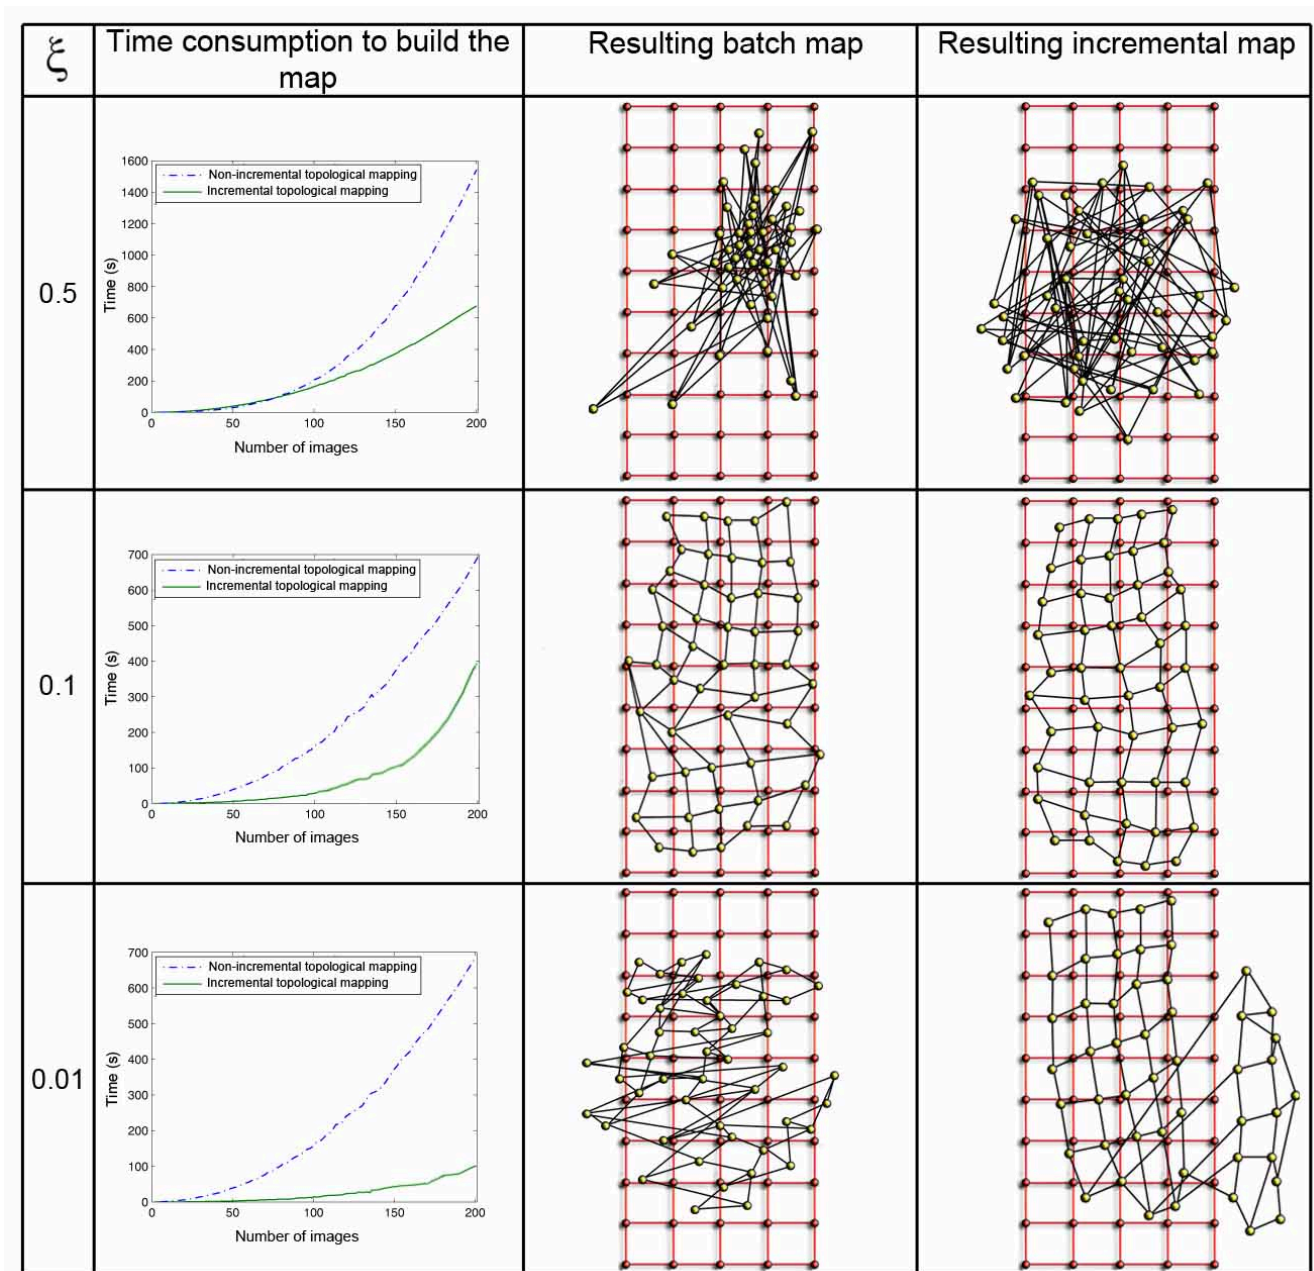 ξ
Time consumption to build the
map
Resulting batch map
Resulting incremental map
0.5
1600
1400
1200
1000
800
600
400
200
0
Time (s)
Non-incremental topological mapping
Incremental topological mapping
0 50 100 150 200
Number of images
0.1
700
600
500
400
300
200
100
0
Time (s)
Non-incremental topological mapping
Incremental topological mapping
0 50 100 150 200
Number of images
0.01
700
600
500
400
300
200
100
0
Time (s)
Non-incremental topological mapping
Incremental topological mapping
0 50 100 150 200
Number of images